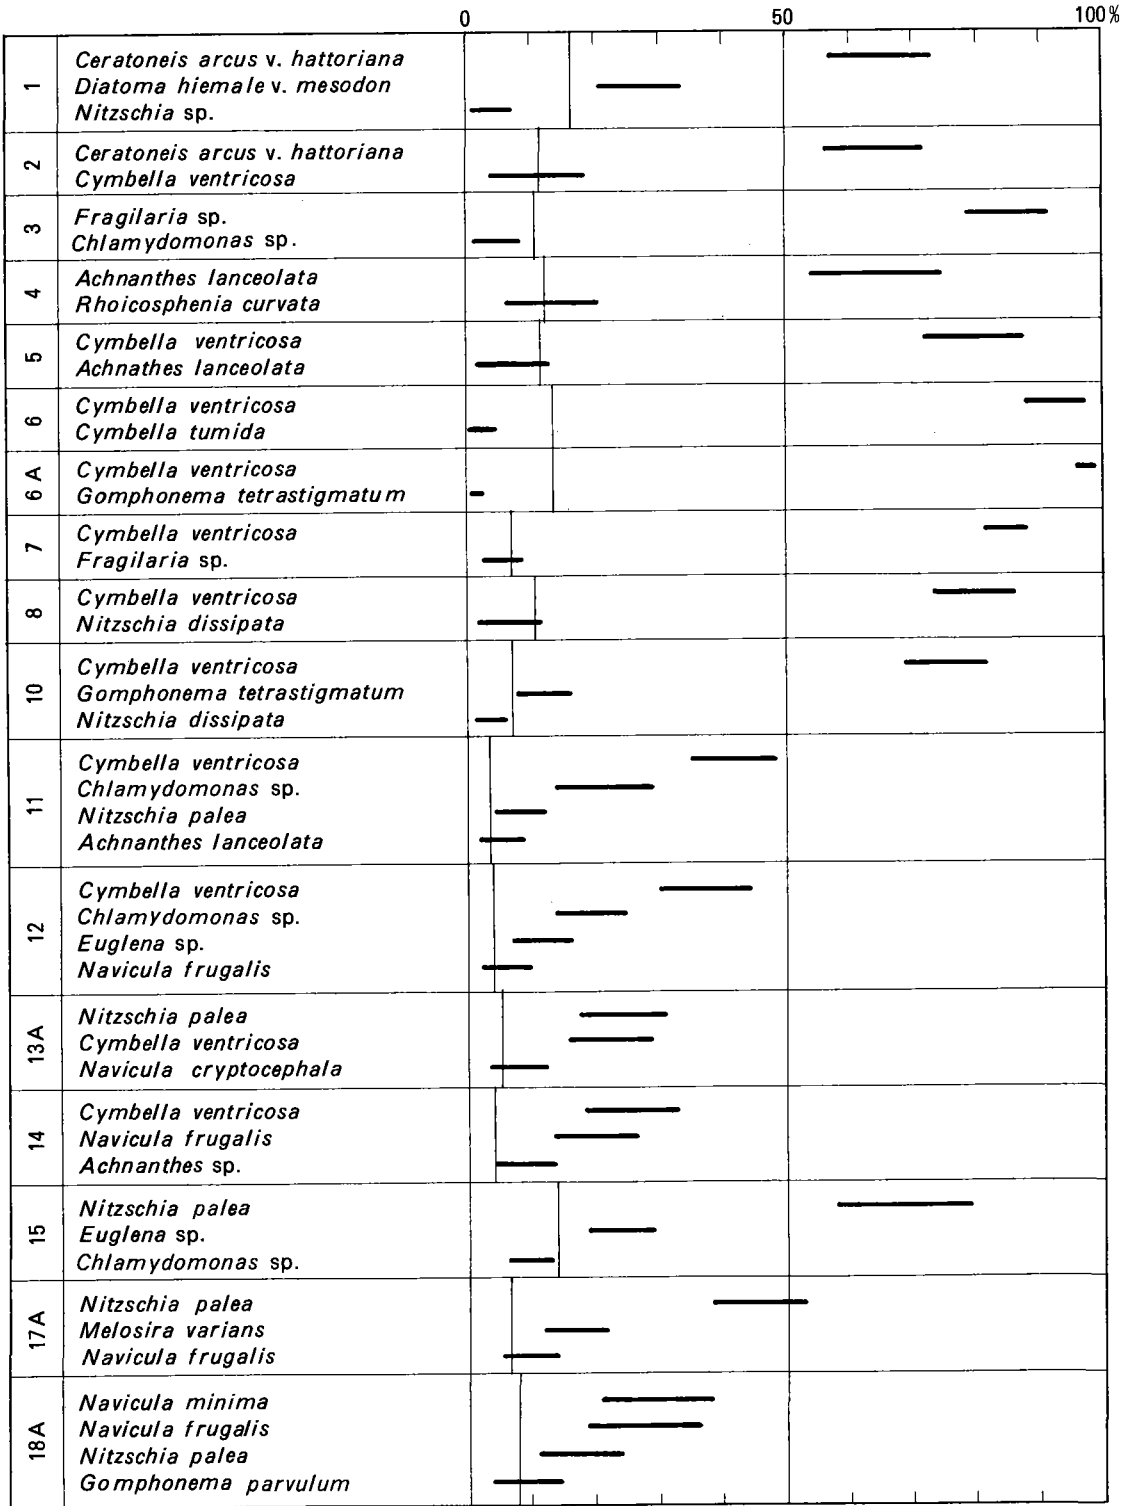 0 50 100%
1
Ceratoneis arcus v. hattoriana
Diatoma hiemale v. mesodon
Nitzschia sp.
2
Ceratoneis arcus v. hattoriana
Cymbella ventricosa
3
Fragilaria sp.
Chlamydomonas sp.
4
Achnanthes lanceolata
Rhoicosphenia curvata
5
Cymbella ventricosa
Achnathes lanceolata
6
Cymbella ventricosa
Cymbella tumida
6A
Cymbella ventricosa
Gomphonema tetrastigmatum
7
Cymbella ventricosa
Fragilaria sp.
8
Cymbella ventricosa
Nitzschia dissipata
10
Cymbella ventricosa
Gomphonema tetrastigmatum
Nitzschia dissipata
11
Cymbella ventricosa
Chlamydomonas sp.
Nitzschia palea
Achnanthes lanceolata
12
Cymbella ventricosa
Chlamydomonas sp.
Euglena sp.
Navicula frugalis
13A
Nitzschia palea
Cymbella ventricosa
Navicula cryptocephala
14
Cymbella ventricosa
Navicula frugalis
Achnanthes sp.
15
Nitzschia palea
Euglena sp.
Chlamydomonas sp.
17A
Nitzschia palea
Melosira varians
Navicula frugalis
18A
Navicula minima
Navicula frugalis
Nitzschia palea
Gomphonema parvulum